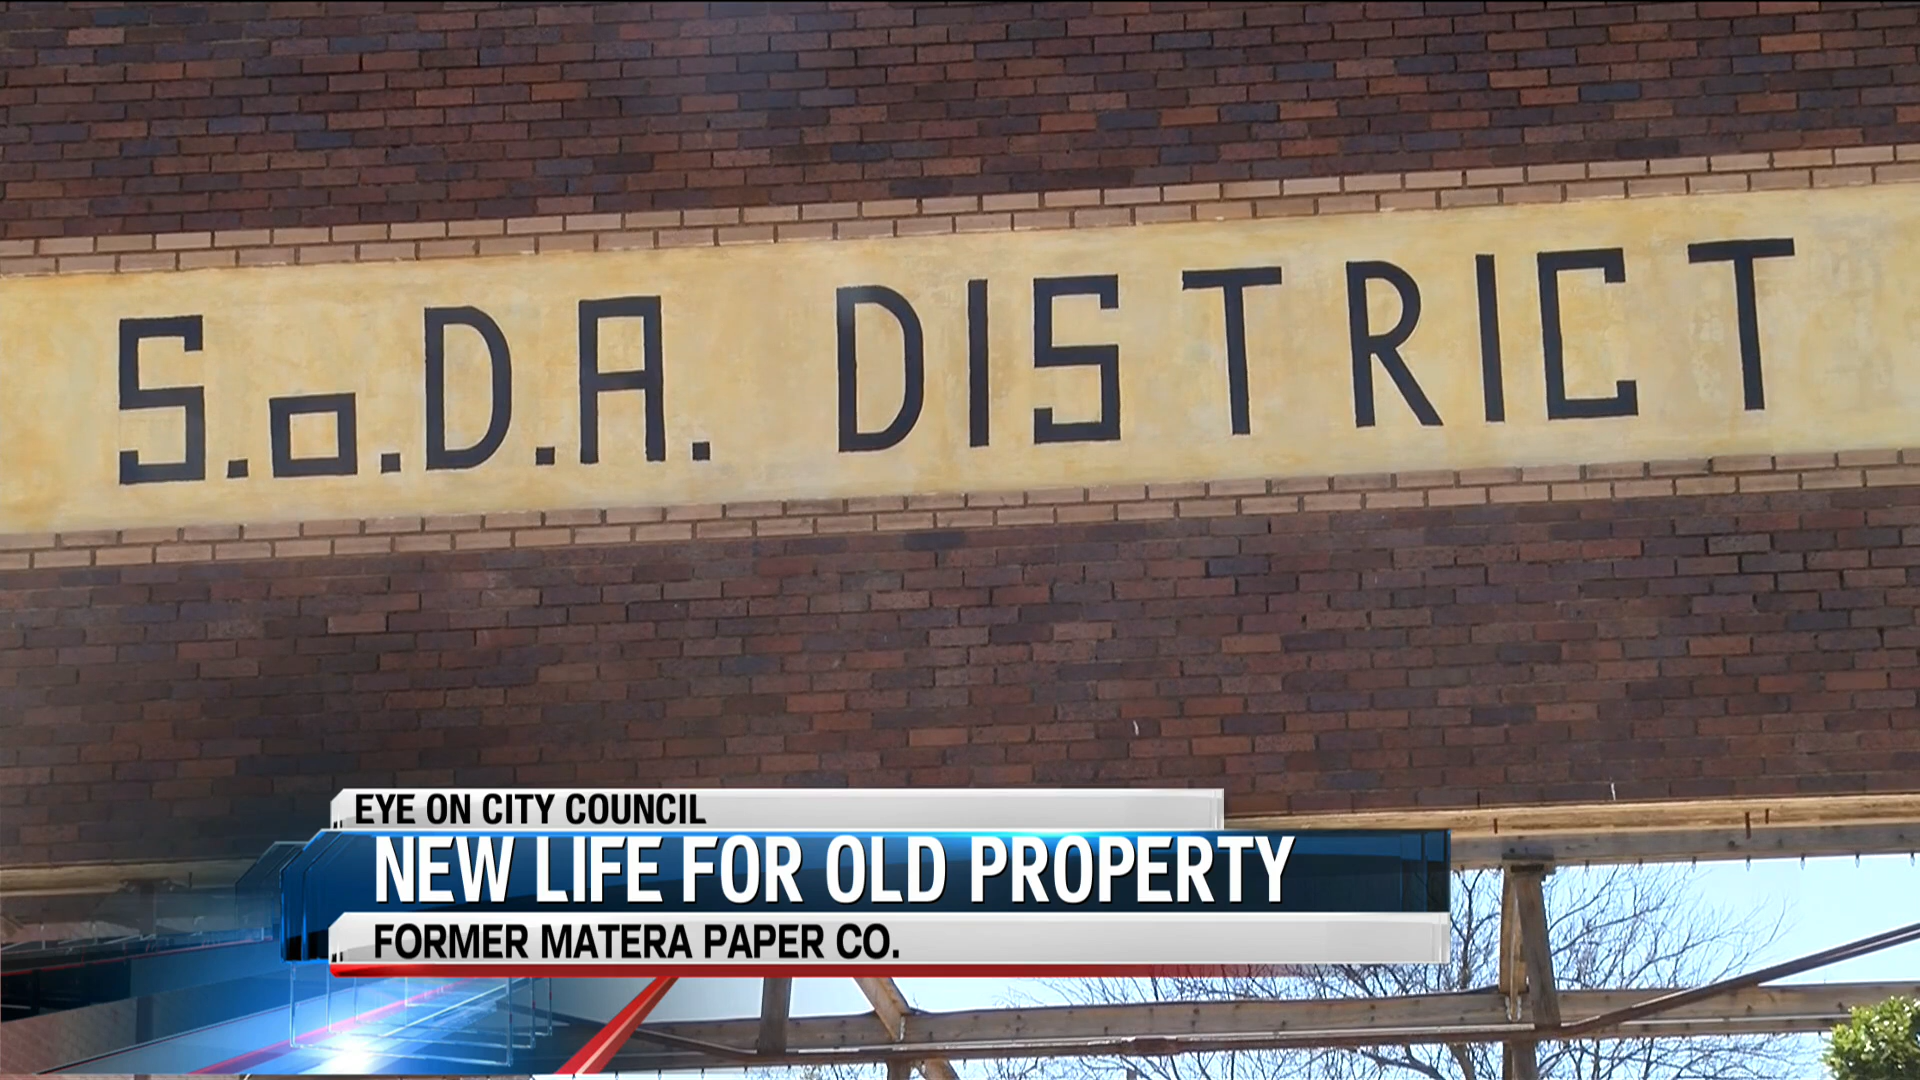 S.o.D.A. DISTRICT
EYE ON CITY COUNCIL
NEW LIFE FOR OLD PROPERTY
FORMER MATERA PAPER CO.